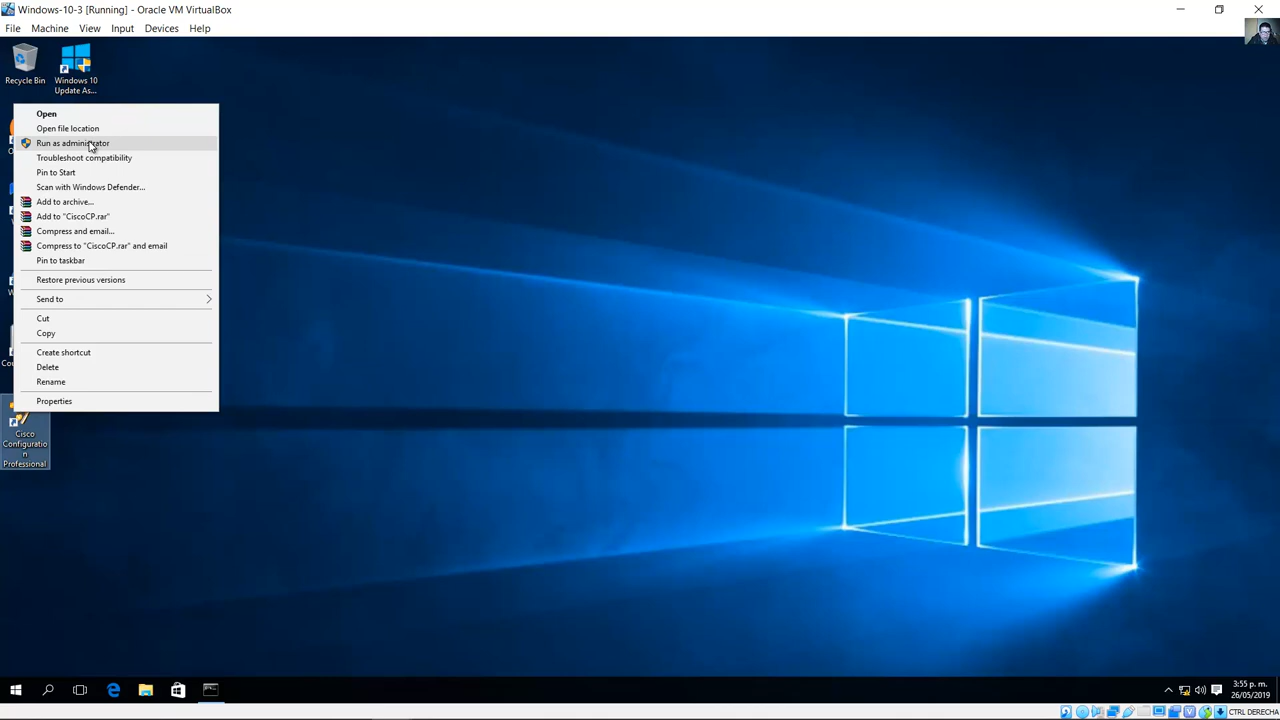 Windows-10-3 [Running] - Oracle VM VirtualBox
File Machine View Input Devices Help
Recycle Bin
Windows 10
Update As...
Open
Open file location
Run as administrator
Troubleshoot compatibility
Pin to Start
Scan with Windows Defender...
Add to archive...
Add to "CiscoCP.rar"
Compress and email...
Compress to "CiscoCP.rar" and email
Pin to taskbar
Restore previous versions
Send to
Cut
Copy
Create shortcut
Delete
Rename
Properties
Cisco
Configuratio
n
Professional
3:55 p. m.
26/05/2019
CTRL DERECHA